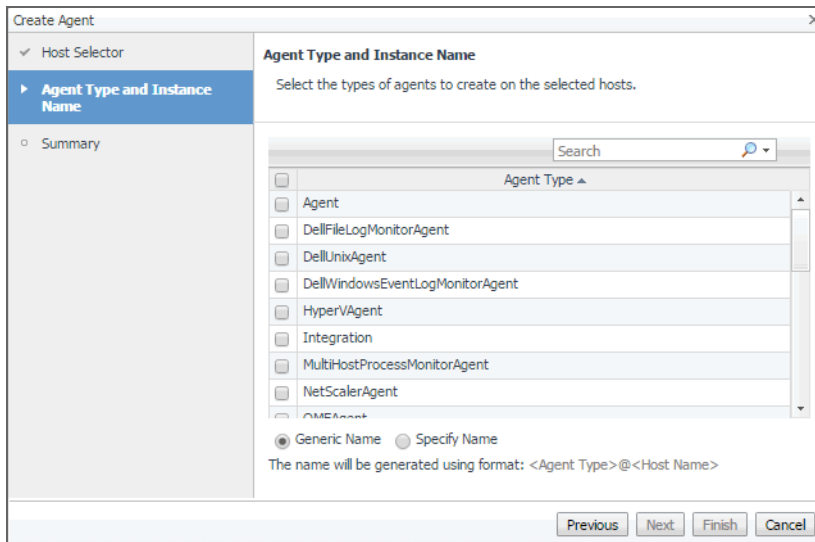 Create Agent
Host Selector
Agent Type and Instance
Name
Summary
Agent Type and Instance Name
Select the types of agents to create on the selected hosts.
Search
Agent Type
Agent
DellFileLogMonitorAgent
DellUnixAgent
DellWindowsEventLogMonitorAgent
HyperVAgent
Integration
MultiHostProcessMonitorAgent
NetScalerAgent
Generic Name Specify Name
The name will be generated using format: <Agent Type>@<Host Name>
Previous Next Finish Cancel